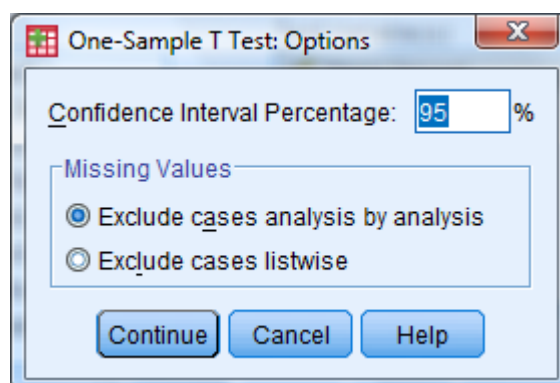 One-Sample T Test: Options
Confidence Interval Percentage: 95 %
Missing Values
Exclude cases analysis by analysis
Exclude cases listwise
Continue Cancel Help